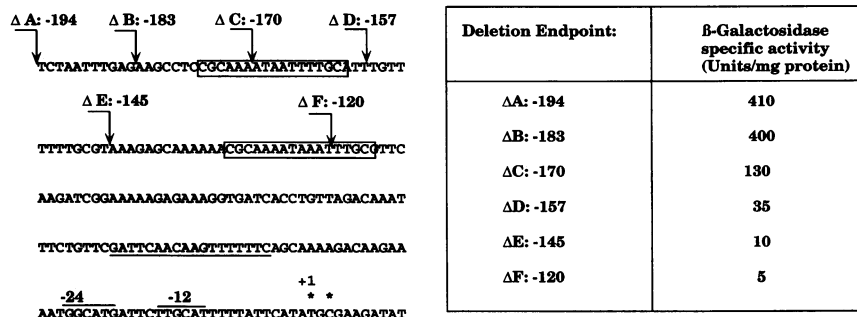 Δ A: -194 Δ B: -183 Δ C: -170 Δ D: -157
TCTAATTTGAGAAGCCTCCGCAAAATAATTTTGCATTTGTT
Δ E: -145 Δ F: -120
TTTTGCGTAAAGAGCAAAAAACGCAAAATAAATTTGCGTTC
AAGATCGGAAAAAGAGAAAGGTGATCACCTGTTAGACAAAT
TTCTGTTCGATTCAACAAGTTTTTTCAGCAAAAGACAAGAA
+1
-24 -12 * *
AATGGCATGATTCTTGCATTTTTATTCATATGCGAAGATAT
Deletion Endpoint: ß-Galactosidase
specific activity
(Units/mg protein)
ΔA: -194 410
ΔB: -183 400
ΔC: -170 130
ΔD: -157 35
ΔE: -145 10
ΔF: -120 5